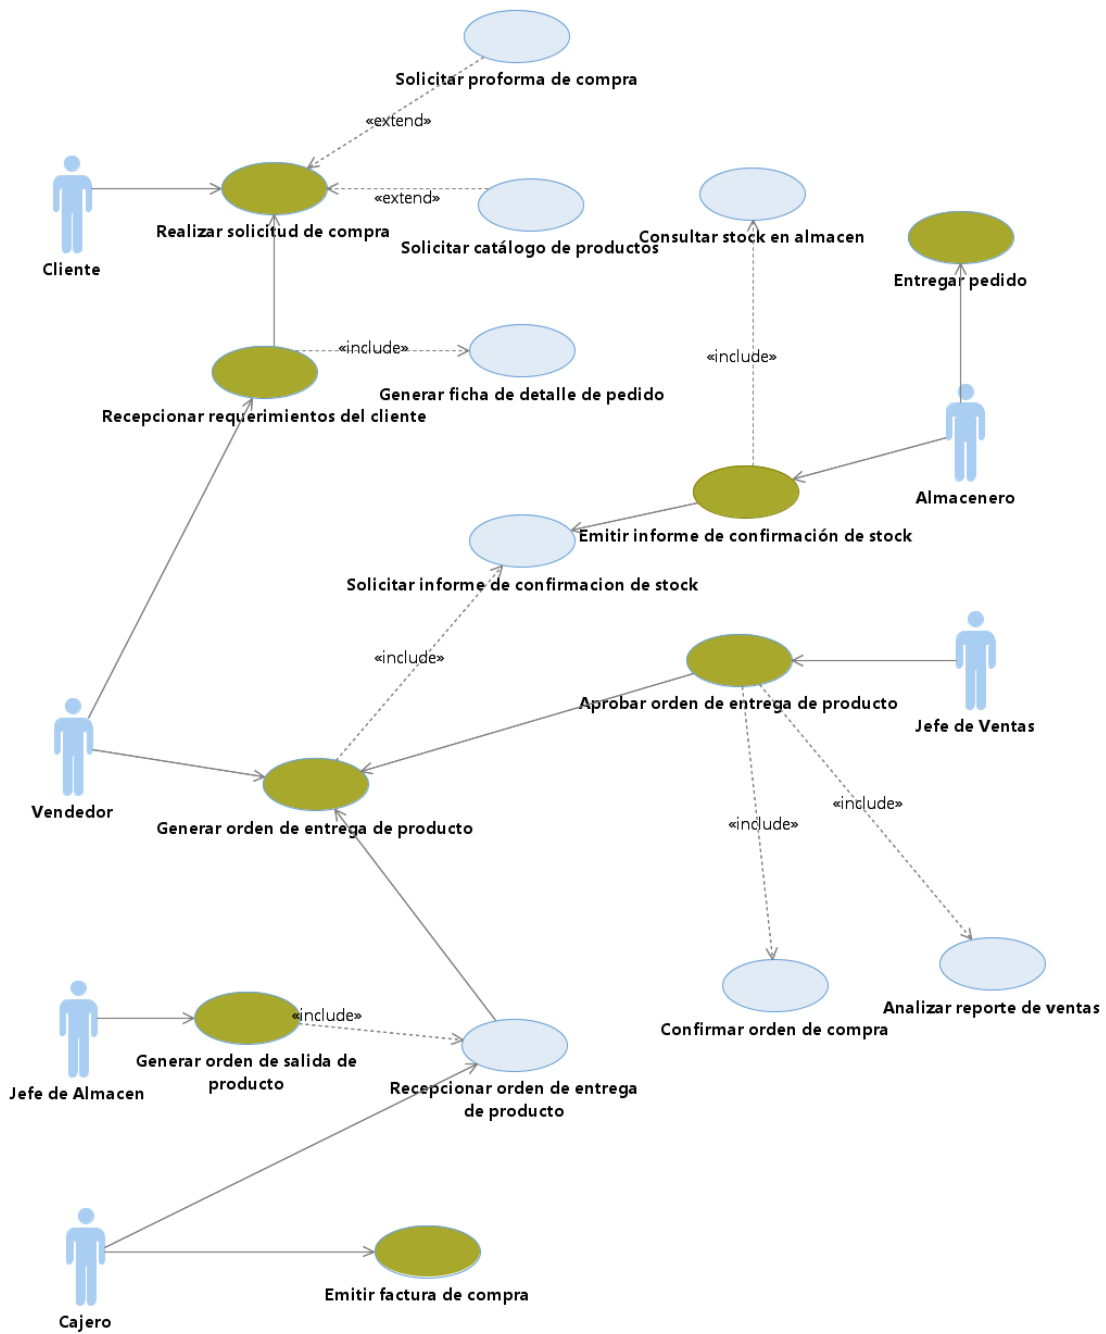 Solicitar proforma de compra
«extend»
Realizar solicitud de compra
«extend»
Solicitar catálogo de productos
Consultar stock en almacen
Cliente
Entregar pedido
«include»
«include»
Generar ficha de detalle de pedido
Recepcionar requerimientos del cliente
Almacenero
Emitir informe de confirmación de stock
Solicitar informe de confirmacion de stock
«include»
Aprobar orden de entrega de producto
Jefe de Ventas
Vendedor
«include»
«include»
Generar orden de entrega de producto
Analizar reporte de ventas
Confirmar orden de compra
«include»
Generar orden de salida de
producto
Jefe de Almacen
Recepcionar orden de entrega
de producto
Emitir factura de compra
Cajero